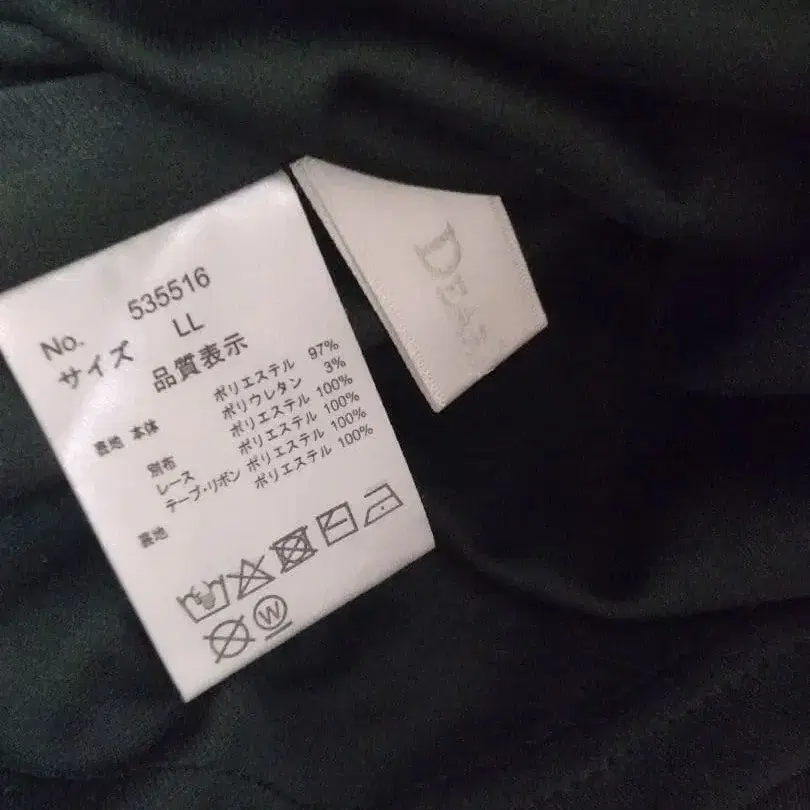 No. 535516
サイズ LL
品質表示
表地 本体 ポリエステル 97%
ポリウレタン 3%
別布 ポリエステル 100%
レース ポリエステル 100%
テープ・リボン ポリエステル 100%
裏地 ポリエステル 100%
W
DEA